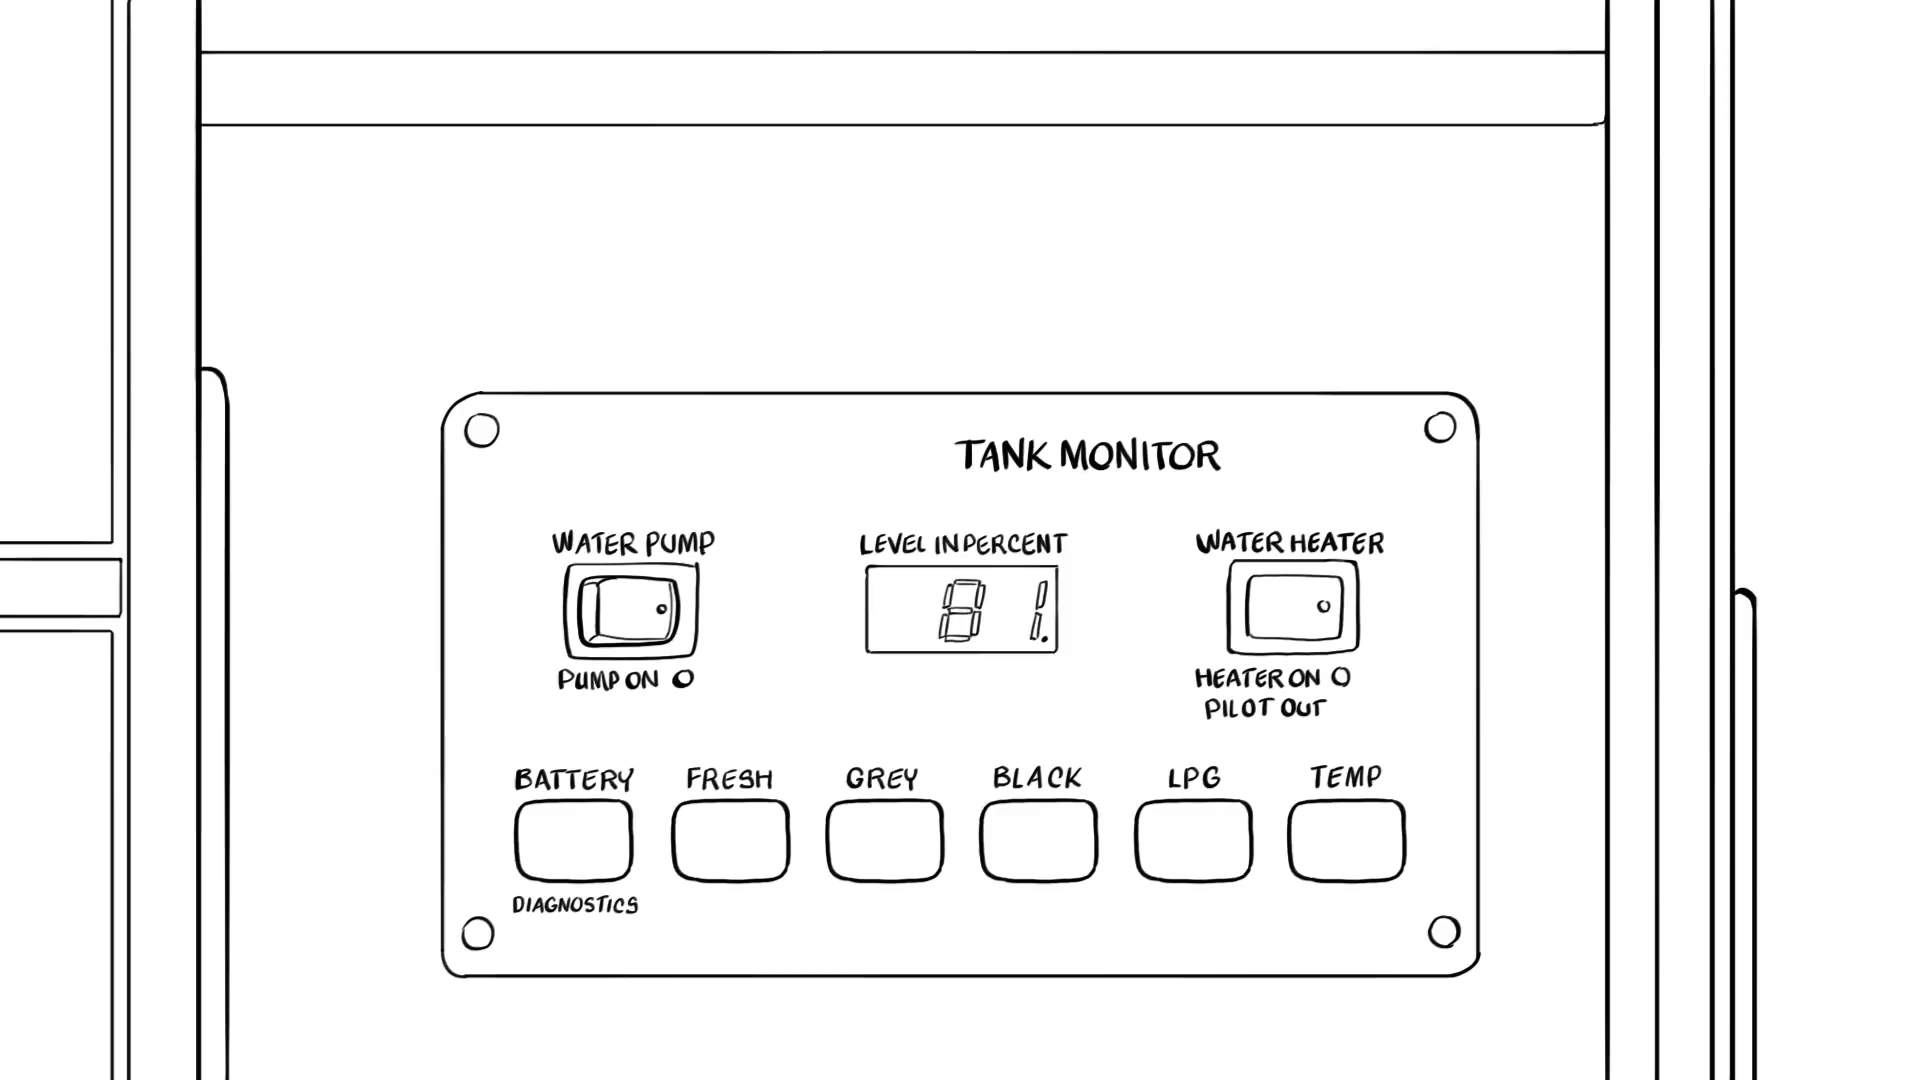 TANK MONITOR
WATER PUMP
LEVEL IN PERCENT
WATER HEATER
81.
PUMP ON
HEATER ON
PILOT OUT
BATTERY
FRESH
GREY
BLACK
LPG
TEMP
DIAGNOSTICS